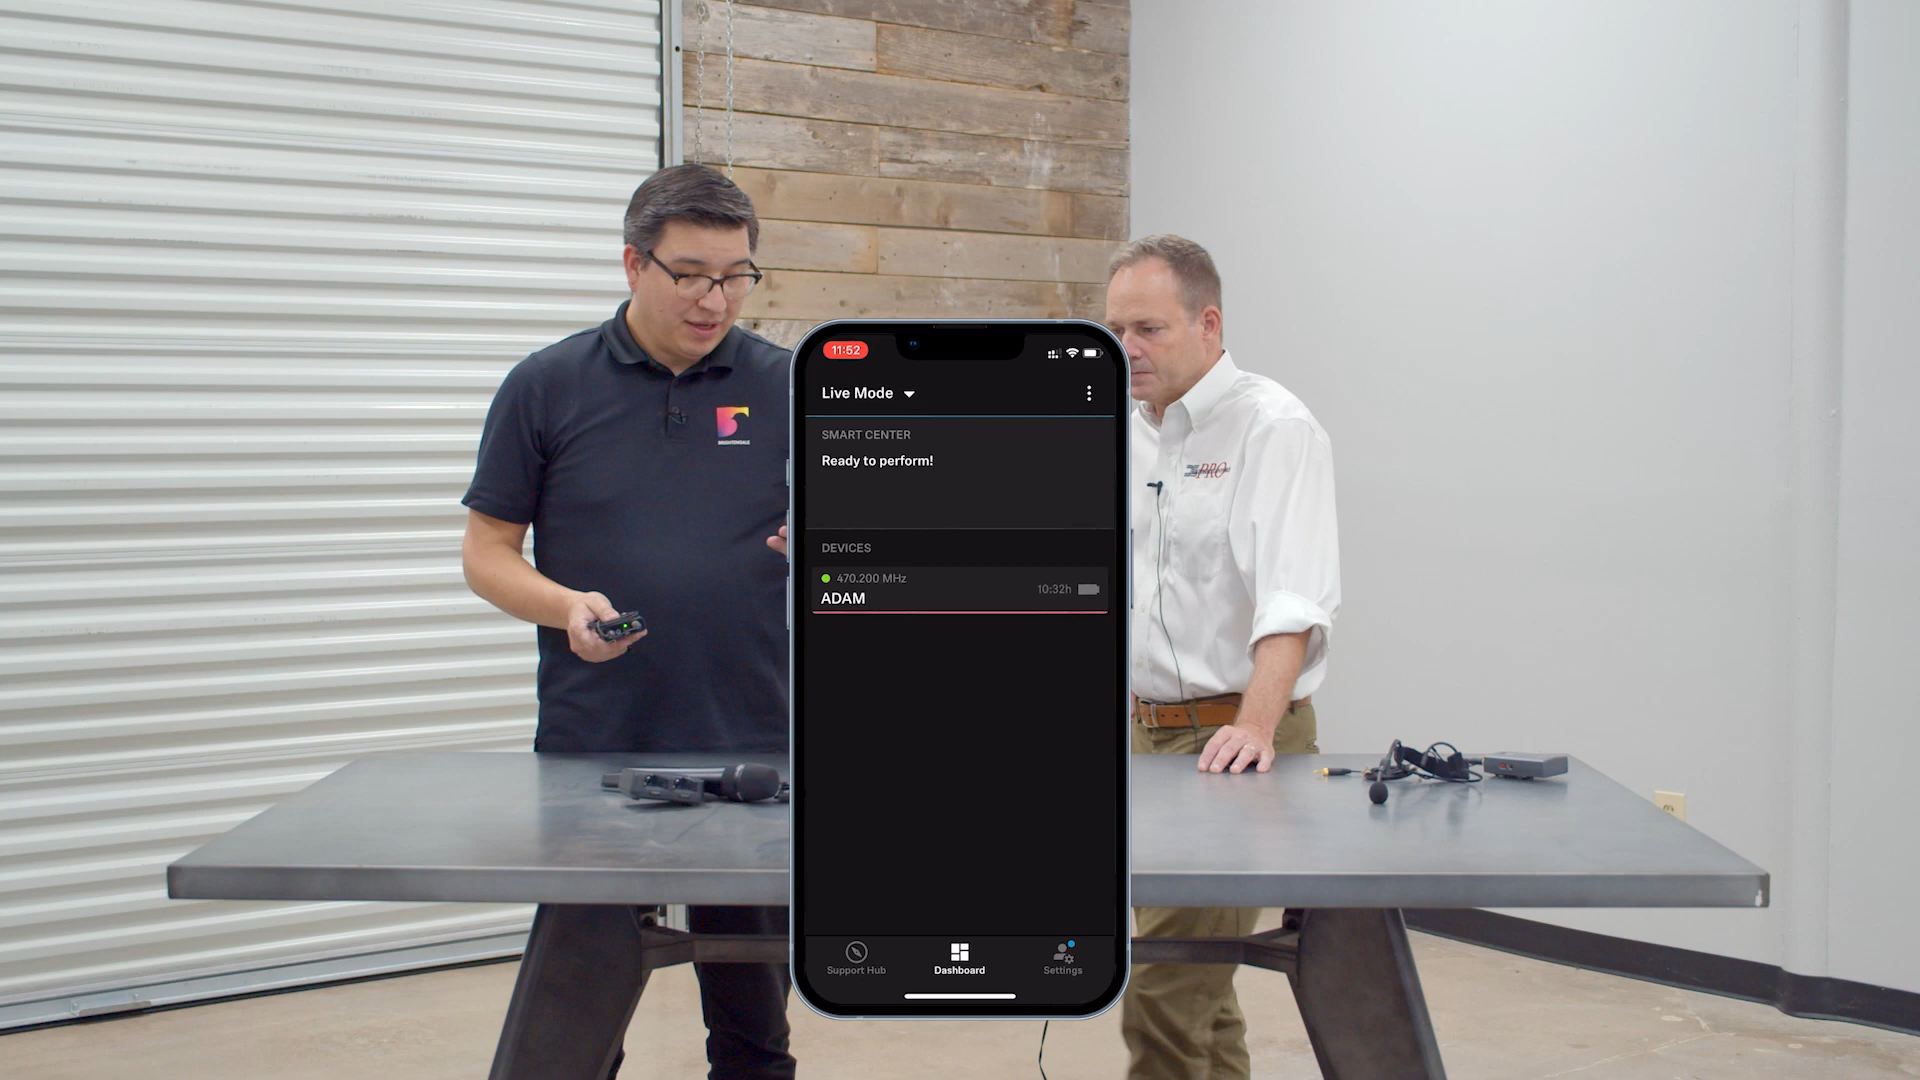 11:52
Live Mode
SMART CENTER
Ready to perform!
DEVICES
470.200 MHz
ADAM
10:32h
Support Hub
Dashboard
Settings
PRO